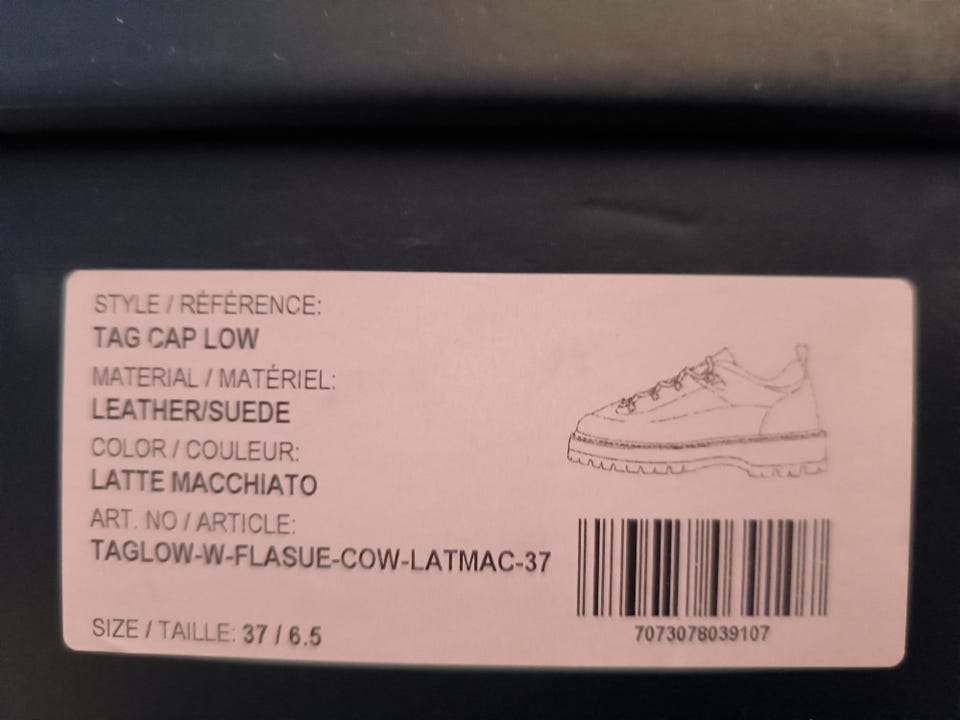 STYLE / RÉFÉRENCE:
TAG CAP LOW
MATERIAL / MATÉRIEL:
LEATHER/SUEDE
COLOR / COULEUR:
LATTE MACCHIATO
ART. NO / ARTICLE:
TAGLOW-W-FLASUE-COW-LATMAC-37
SIZE / TAILLE: 37 / 6.5
7073078039107